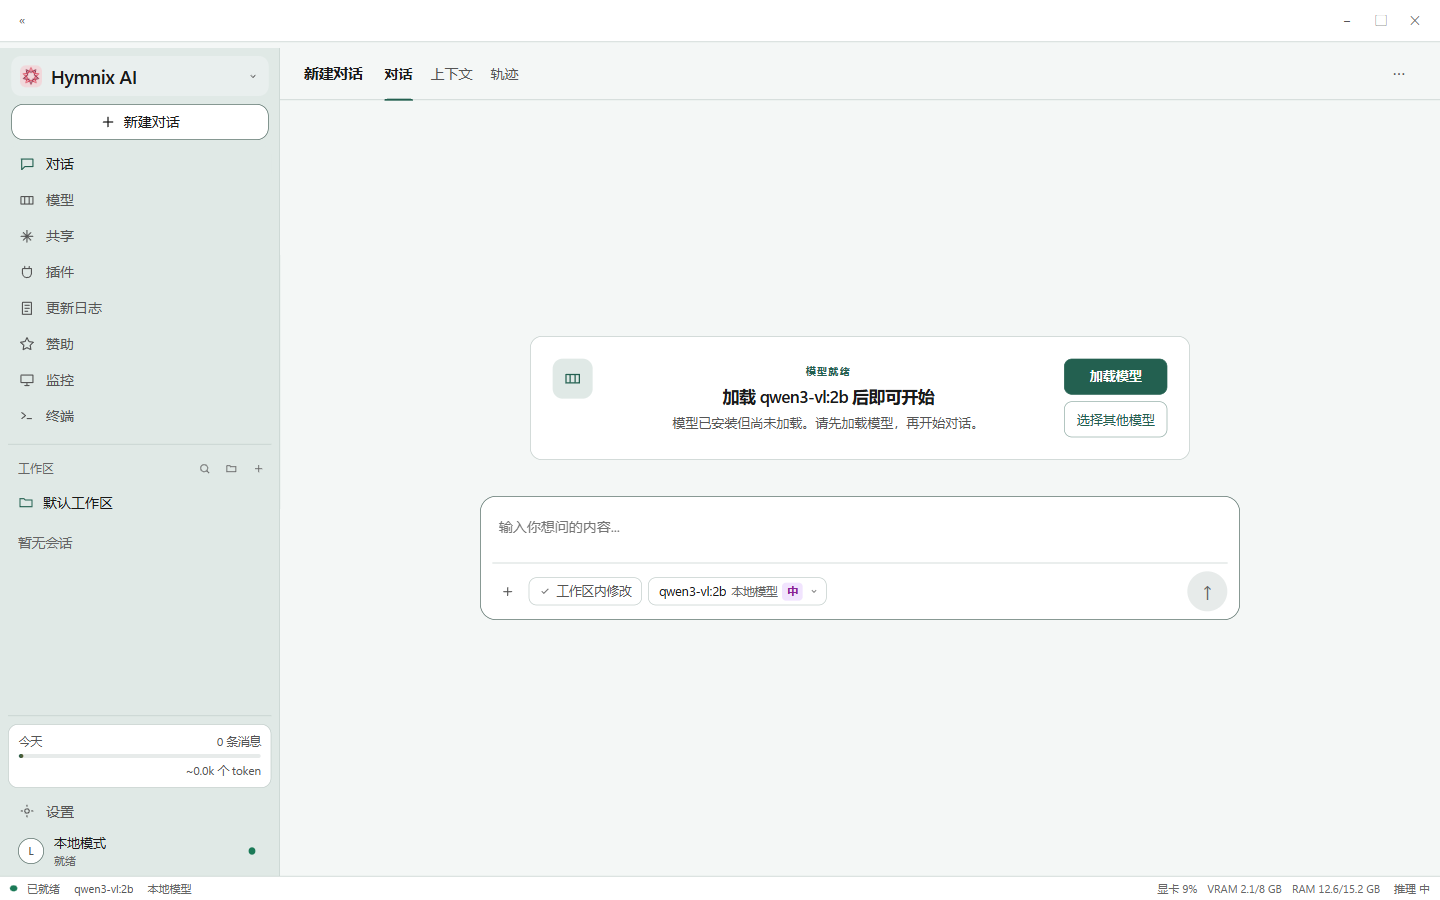 «
Hymnix AI
新建对话
对话
模型
共享
插件
更新日志
赞助
监控
终端
工作区
默认工作区
暂无会话
今天 0 条消息
~0.0k 个 token
设置
L
本地模式
就绪
新建对话 对话 上下文 轨迹
模型就绪
加载 qwen3-vl:2b 后即可开始
模型已安装但尚未加载。请先加载模型，再开始对话。
加载模型
选择其他模型
输入你想问的内容...
工作区内修改 qwen3-vl:2b 本地模型 中
已就绪 qwen3-vl:2b 本地模型 显卡 9% VRAM 2.1/8 GB RAM 12.6/15.2 GB 推理 中